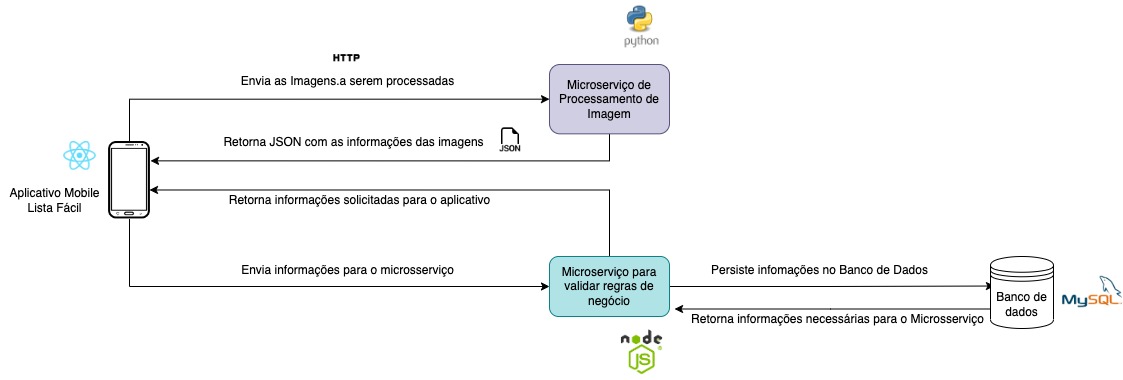 python
HTTP
Envia as Imagens.a serem processadas
Microserviço de
Processamento de
Imagem
Retorna JSON com as informações das imagens
JSON
Aplicativo Mobile
Lista Fácil
Retorna informações solicitadas para o aplicativo
Envia informações para o microsserviço
Microserviço para
validar regras de
negócio
Persiste infomações no Banco de Dados
Banco de
dados
MySQL
Retorna informações necessárias para o Microsserviço
node
JS